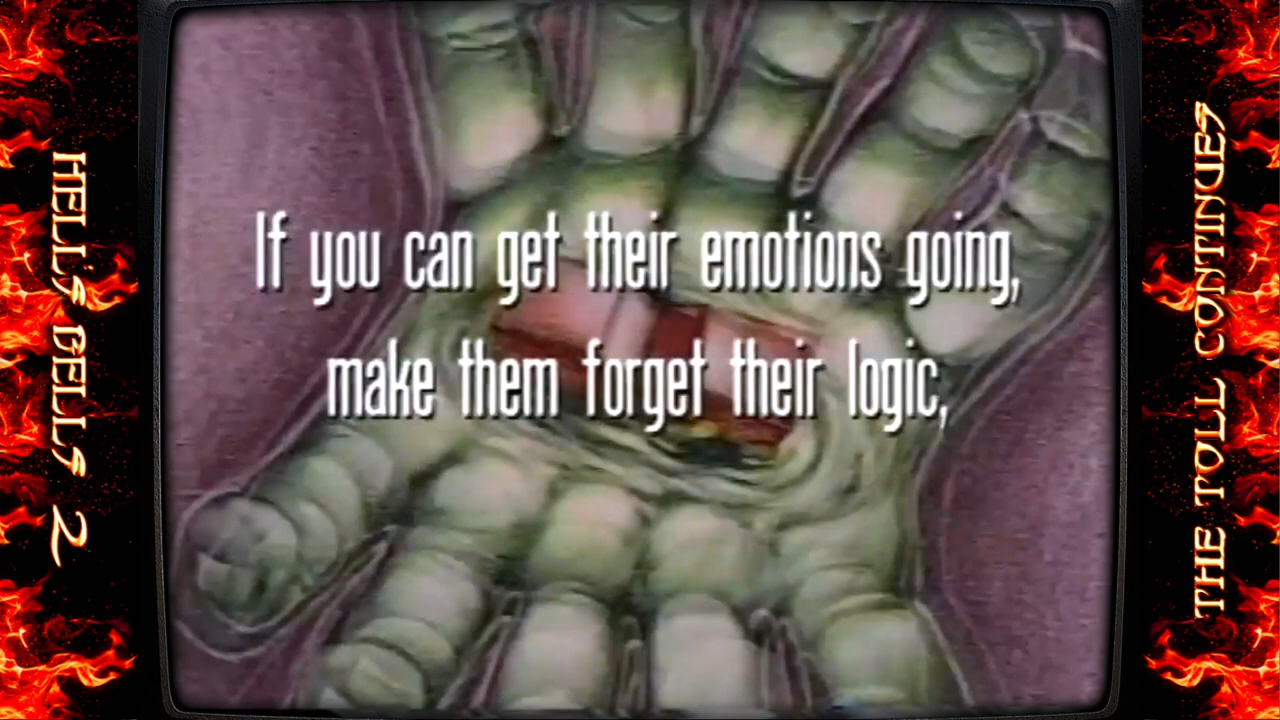 HELL'S BELLS 2
If you can get their emotions going,
make them forget their logic,
THE TOLL CONTINUES